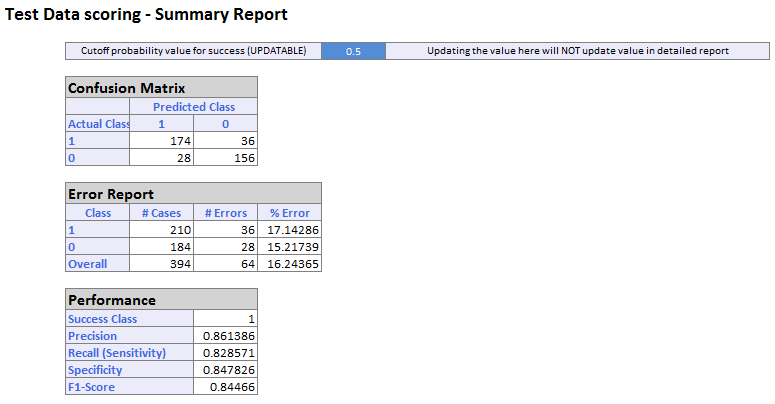 Test Data scoring - Summary Report
Cutoff probability value for success (UPDATABLE) 0.5 Updating the value here will NOT update value in detailed report
Confusion Matrix
Predicted Class
Actual Class 1 0
1 174 36
0 28 156
Error Report
Class # Cases # Errors % Error
1 210 36 17.14286
0 184 28 15.21739
Overall 394 64 16.24365
Performance
Success Class 1
Precision 0.861386
Recall (Sensitivity) 0.828571
Specificity 0.847826
F1-Score 0.84466